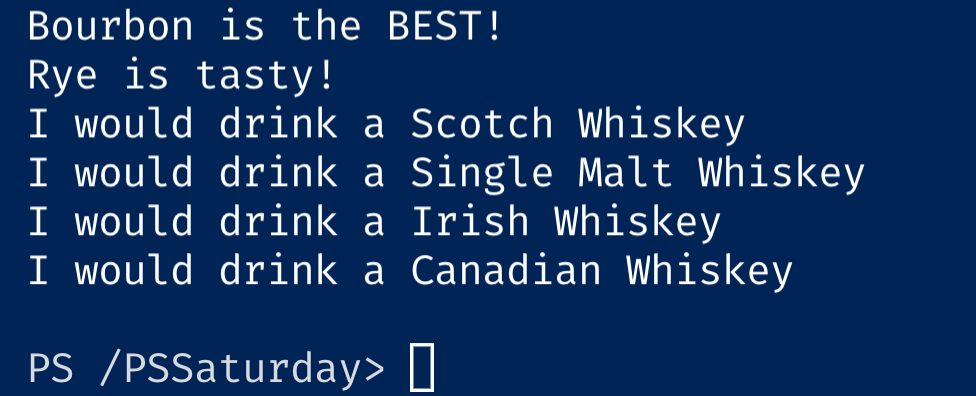 Bourbon is the BEST!
Rye is tasty!
I would drink a Scotch Whiskey
I would drink a Single Malt Whiskey
I would drink a Irish Whiskey
I would drink a Canadian Whiskey
PS /PSSaturday>